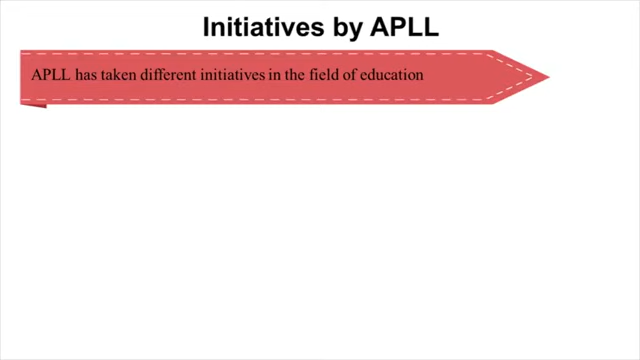 Initiatives by APLL
APLL has taken different initiatives in the field of education